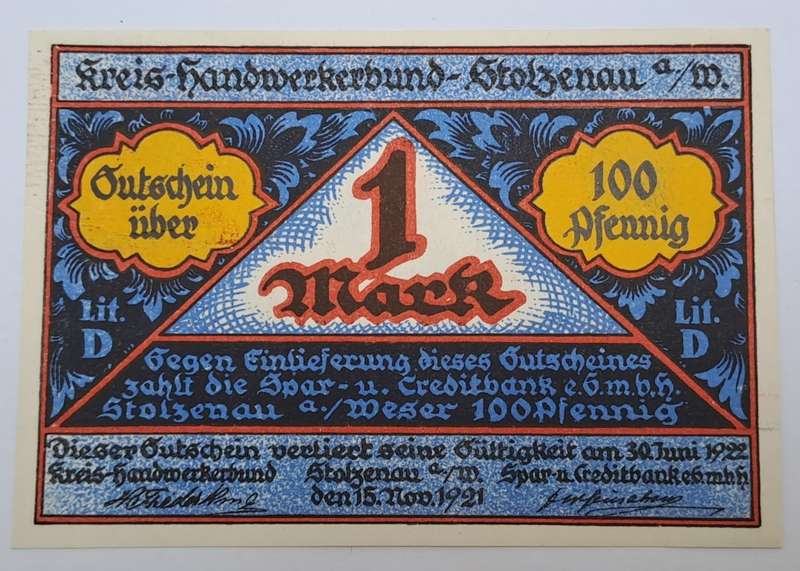 Kreis-Handwerkerbund-Stolzenau a/W.
Gutschein
über
1
Mark
100
Pfennig
Lit.
D
Lit.
D
Gegen Einlieferung dieses Gutscheines
zahlt die Spar- u. Creditbank e.G.m.b.H.
Stolzenau a./Weser 100 Pfennig
Dieser Gutschein verliert seine Gültigkeit am 30. Juni 1922
Kreis-Handwerkerbund Stolzenau a/W. Spar- u. Creditbank e.G.m.b.H
den 15. Nov. 1921